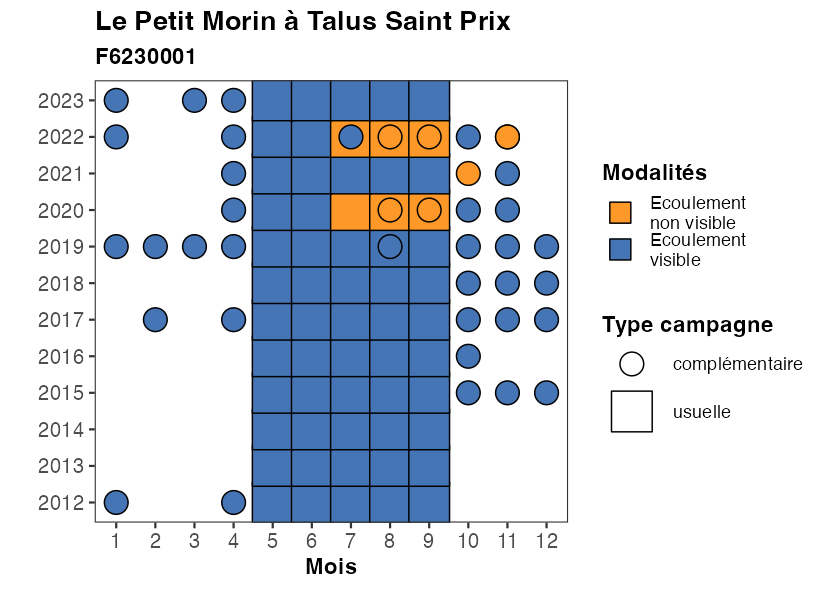 Le Petit Morin à Talus Saint Prix
F6230001
2023
2022
2021
2020
2019
2018
2017
2016
2015
2014
2013
2012
1 2 3 4 5 6 7 8 9 10 11 12
Mois
Modalités
Ecoulement
non visible
Ecoulement
visible
Type campagne
complémentaire
usuelle